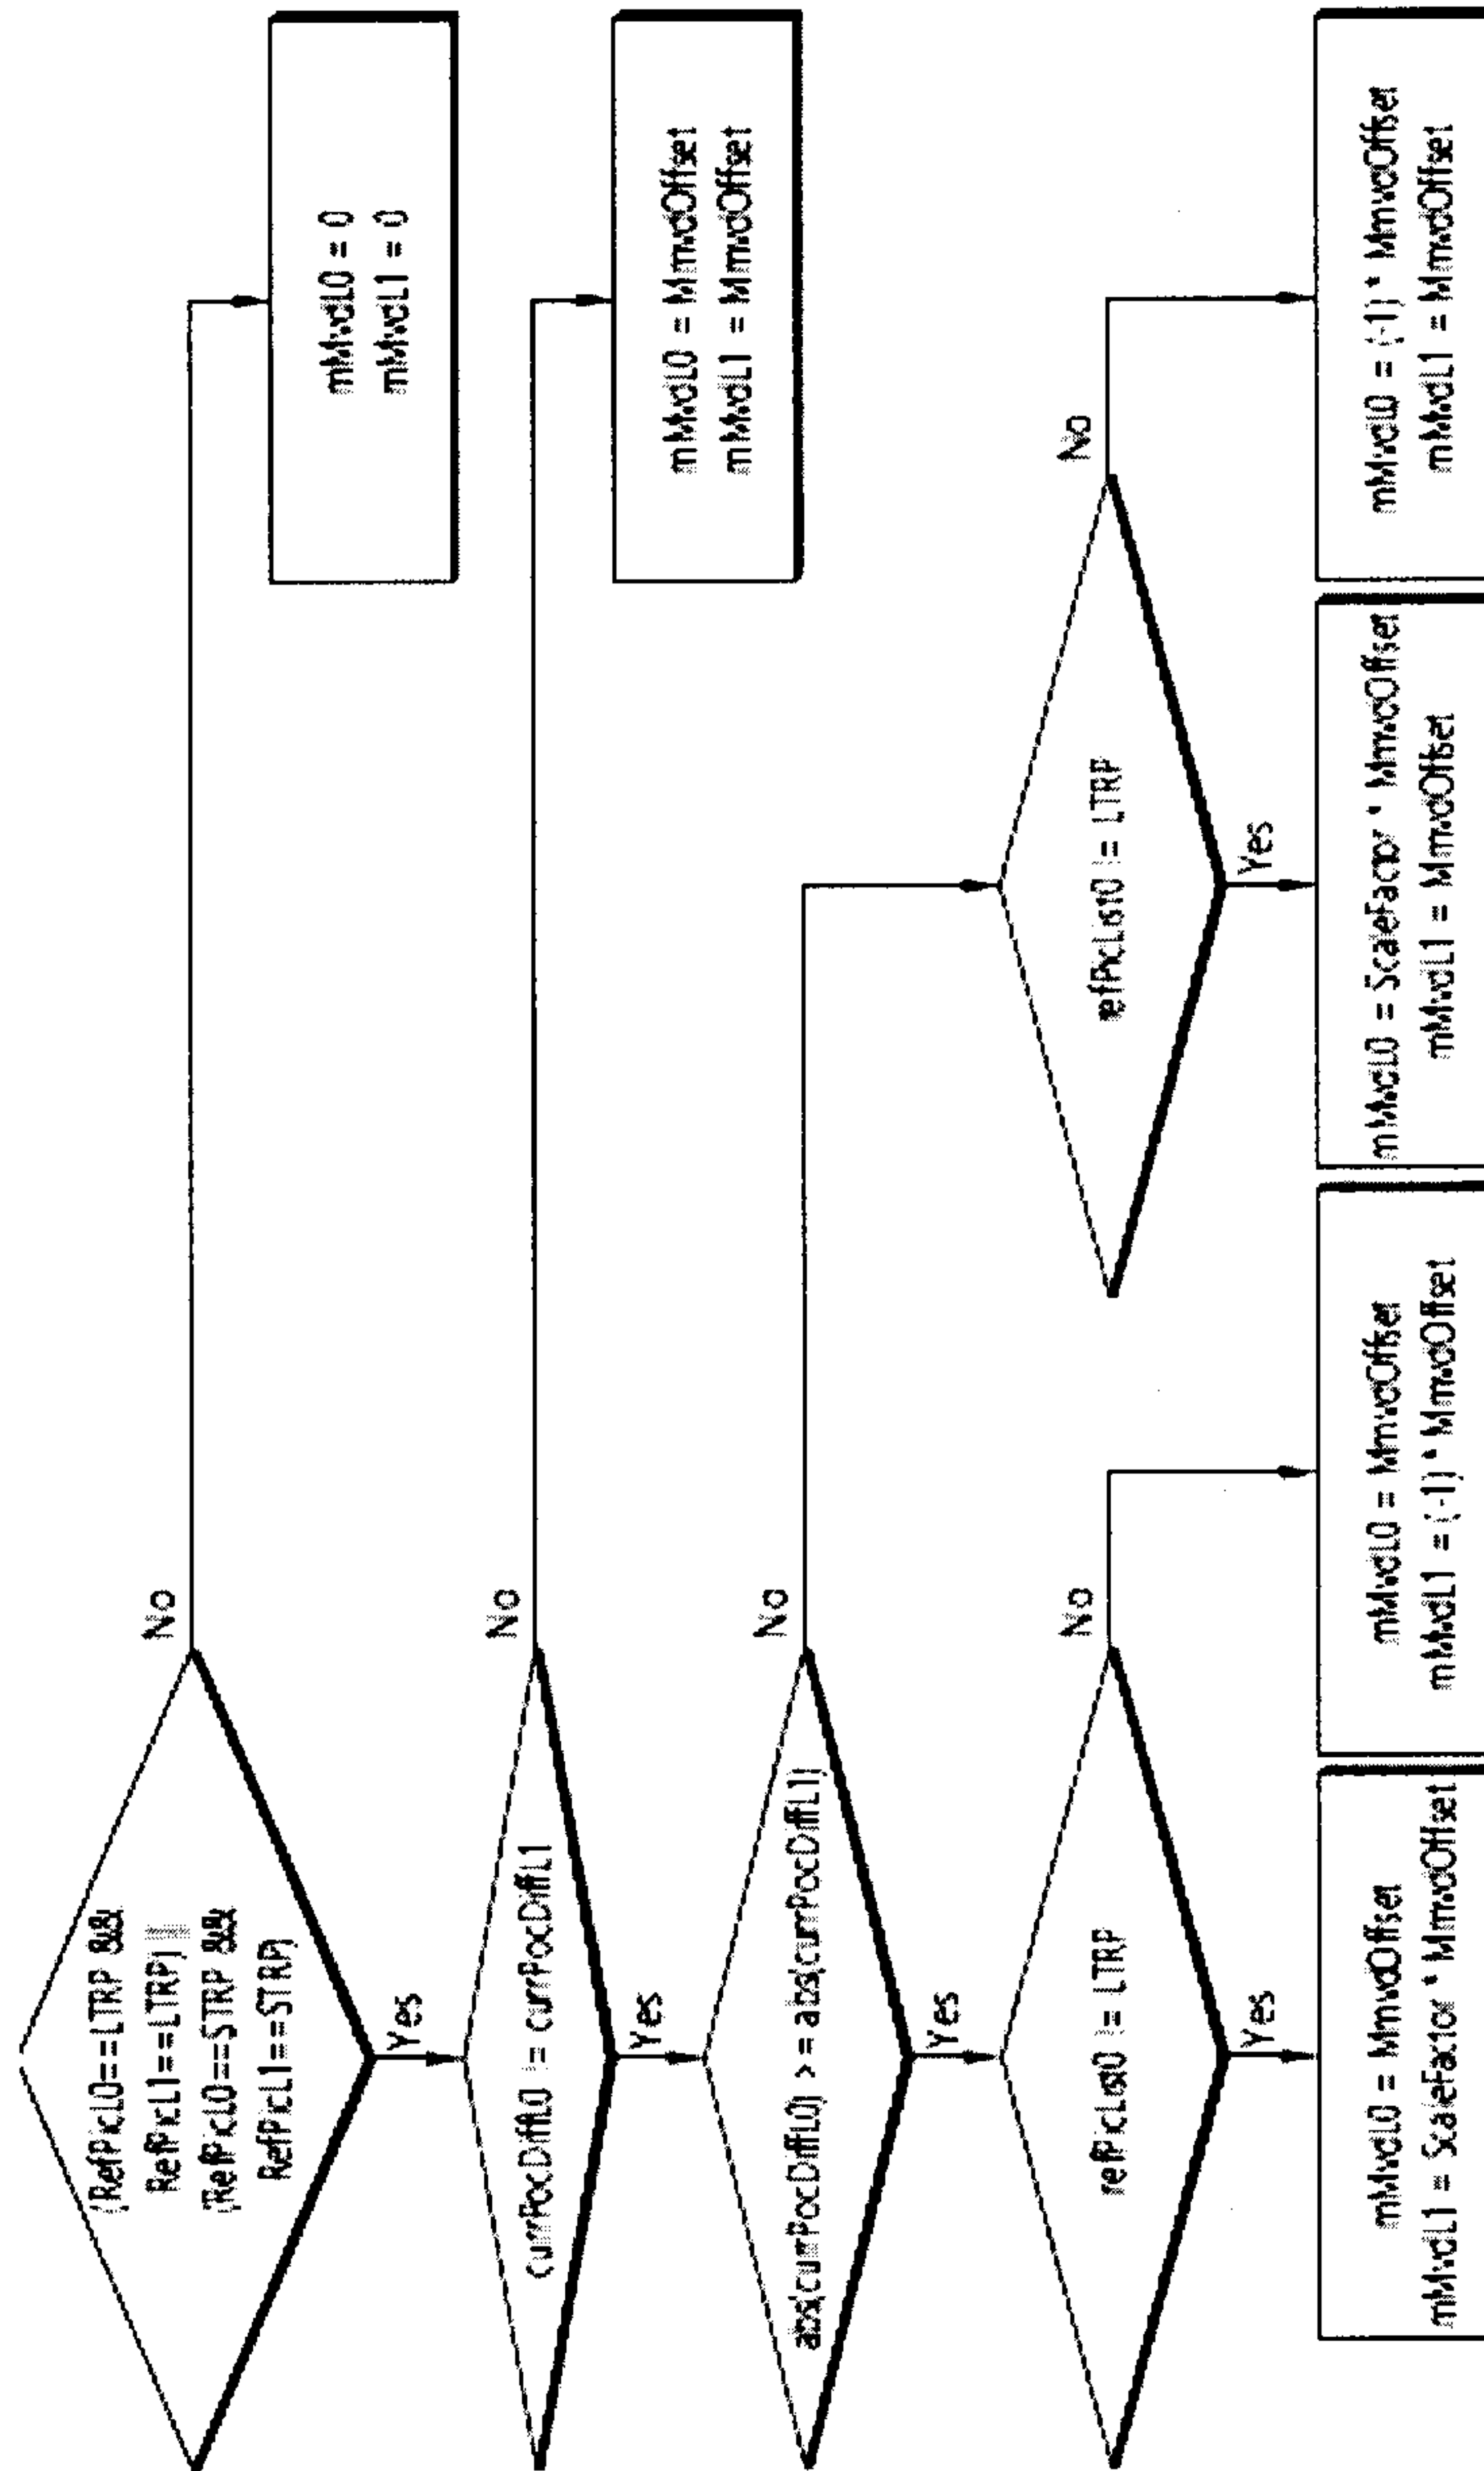 (RefPicL0==LTRP &&
RefPicL1==LTRP) ||
(RefPicL0==STRP &&
RefPicL1==STRP)
No
Yes
mMvdL0 = 0
mMvdL1 = 0
currPocDiffL0 != currPocDiffL1
No
Yes
mMvdL0 = MmvdOffset
mMvdL1 = MmvdOffset
abs(currPocDiffL0) > = abs(currPocDiffL1)
No
Yes
refPicList0 != LTRP
No
Yes
refPicList0 != LTRP
No
Yes
mMvdL0 = MmvdOffset
mMvdL1 = ScaleFactor * MmvdOffset
mMvdL0 = MmvdOffset
mMvdL1 = (-1) * MmvdOffset
mMvdL0 = ScaleFactor * MmvdOffset
mMvdL1 = MmvdOffset
mMvdL0 = (-1) * MmvdOffset
mMvdL1 = MmvdOffset